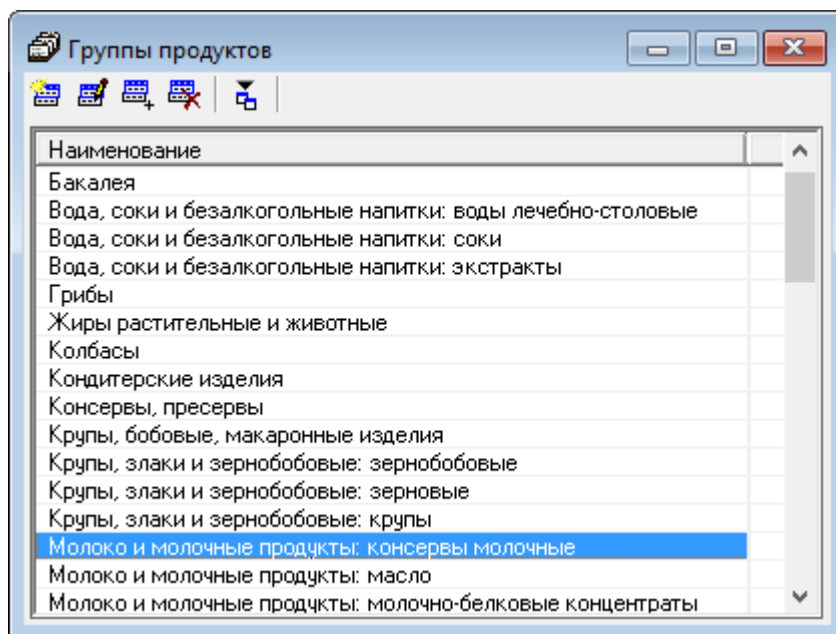 Группы продуктов
Наименование
Бакалея
Вода, соки и безалкогольные напитки: воды лечебно-столовые
Вода, соки и безалкогольные напитки: соки
Вода, соки и безалкогольные напитки: экстракты
Грибы
Жиры растительные и животные
Колбасы
Кондитерские изделия
Консервы, пресервы
Крупы, бобовые, макаронные изделия
Крупы, злаки и зернобобовые: зернобобовые
Крупы, злаки и зернобобовые: зерновые
Крупы, злаки и зернобобовые: крупы
Молоко и молочные продукты: консервы молочные
Молоко и молочные продукты: масло
Молоко и молочные продукты: молочно-белковые концентраты